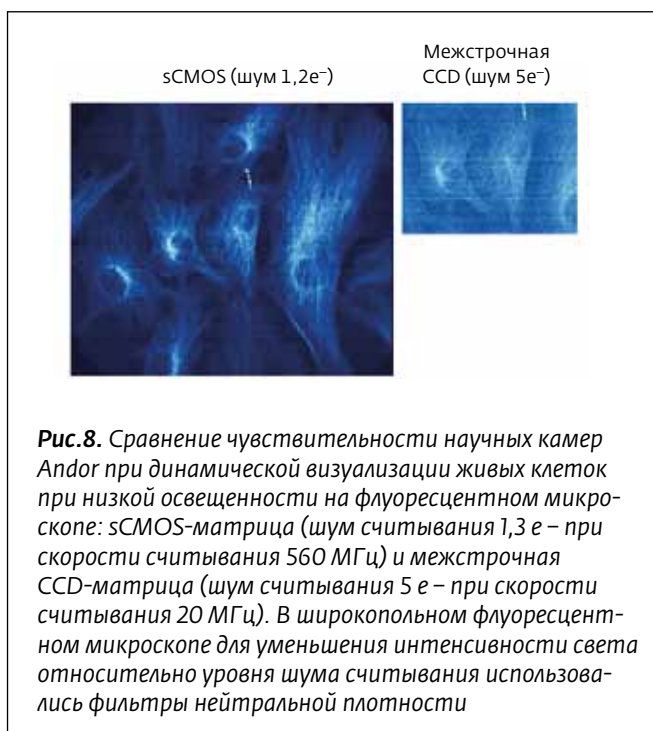 sCMOS (шум 1,2e⁻)
Межстрочная
CCD (шум 5e⁻)
Рис.8. Сравнение чувствительности научных камер
Andor при динамической визуализации живых клеток
при низкой освещенности на флуоресцентном микро-
скопе: sCMOS-матрица (шум считывания 1,3 е – при
скорости считывания 560 МГц) и межстрочная
CCD-матрица (шум считывания 5 е – при скорости
считывания 20 МГц). В широкопольном флуоресцент-
ном микроскопе для уменьшения интенсивности света
относительно уровня шума считывания использова-
лись фильтры нейтральной плотности